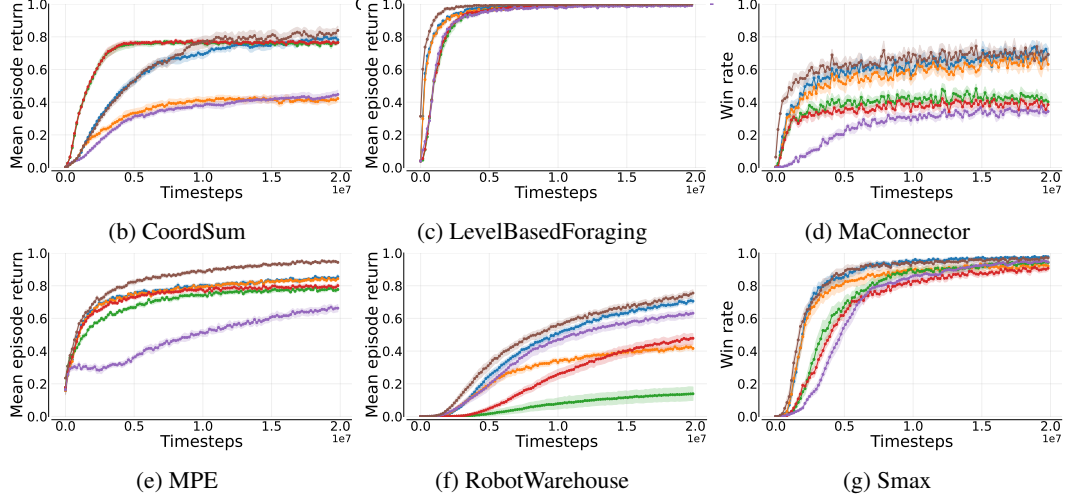 0.8
0.6
0.4
0.2
0.0
Mean episode return
0.0 0.5 1.0 1.5 2.0
1e7
Timesteps
(b) CoordSum
1.0
0.8
0.6
0.4
0.2
0.0
Mean episode return
0.0 0.5 1.0 1.5 2.0
1e7
Timesteps
(c) LevelBasedForaging
1.0
0.8
0.6
0.4
0.2
0.0
Win rate
0.0 0.5 1.0 1.5 2.0
1e7
Timesteps
(d) MaConnector
1.0
0.8
0.6
0.4
0.2
0.0
Mean episode return
0.0 0.5 1.0 1.5 2.0
1e7
Timesteps
(e) MPE
1.0
0.8
0.6
0.4
0.2
0.0
Mean episode return
0.0 0.5 1.0 1.5 2.0
1e7
Timesteps
(f) RobotWarehouse
1.0
0.8
0.6
0.4
0.2
0.0
Win rate
0.0 0.5 1.0 1.5 2.0
1e7
Timesteps
(g) Smax